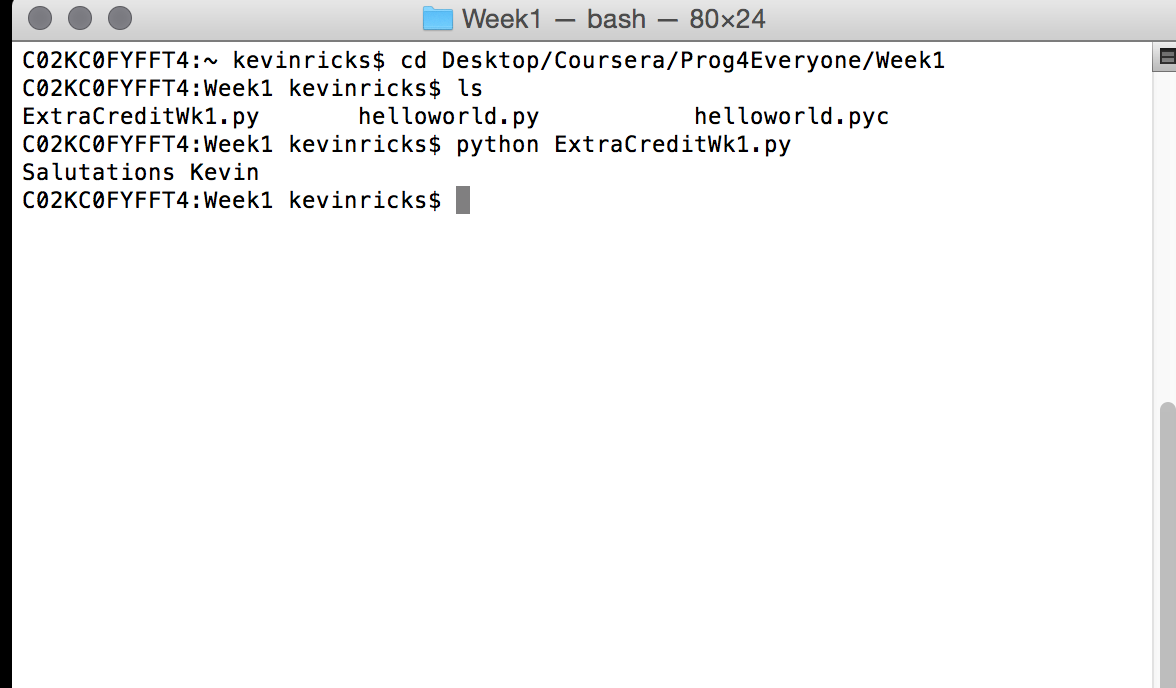 Week1 — bash — 80×24
C02KC0FYFFT4:~ kevinricks$ cd Desktop/Coursera/Prog4Everyone/Week1
C02KC0FYFFT4:Week1 kevinricks$ ls
ExtraCreditWk1.py helloworld.py helloworld.pyc
C02KC0FYFFT4:Week1 kevinricks$ python ExtraCreditWk1.py
Salutations Kevin
C02KC0FYFFT4:Week1 kevinricks$